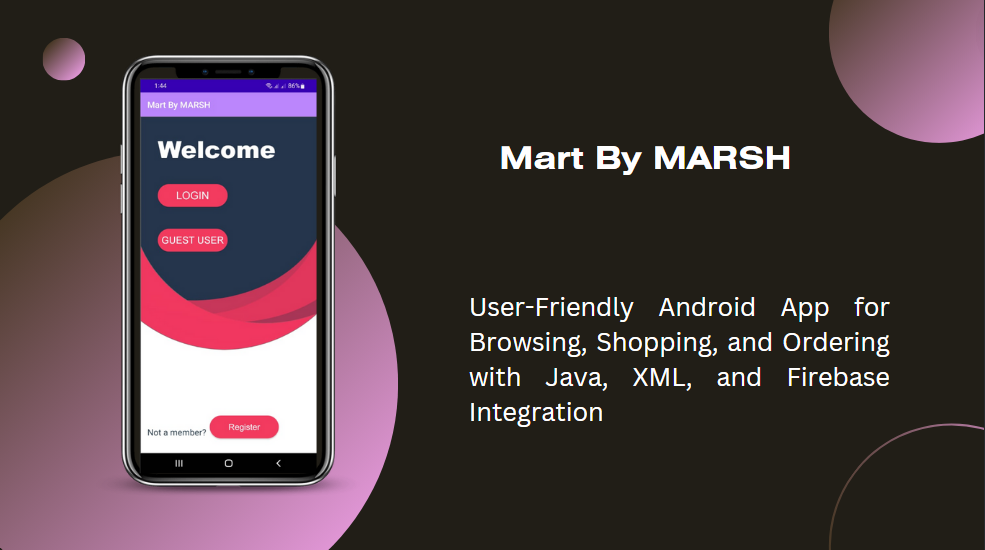 1:44
86%
Mart By MARSH
Welcome
LOGIN
GUEST USER
Not a member?
Register
Mart By MARSH
User-Friendly Android App for
Browsing, Shopping, and Ordering
with Java, XML, and Firebase
Integration